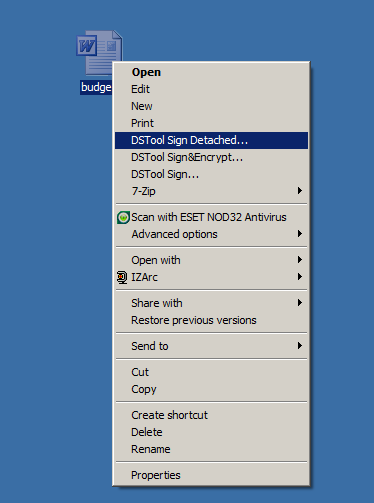 budge
Open
Edit
New
Print
DSTool Sign Detached...
DSTool Sign&Encrypt...
DSTool Sign...
7-Zip
Scan with ESET NOD32 Antivirus
Advanced options
Open with
IZArc
Share with
Restore previous versions
Send to
Cut
Copy
Create shortcut
Delete
Rename
Properties